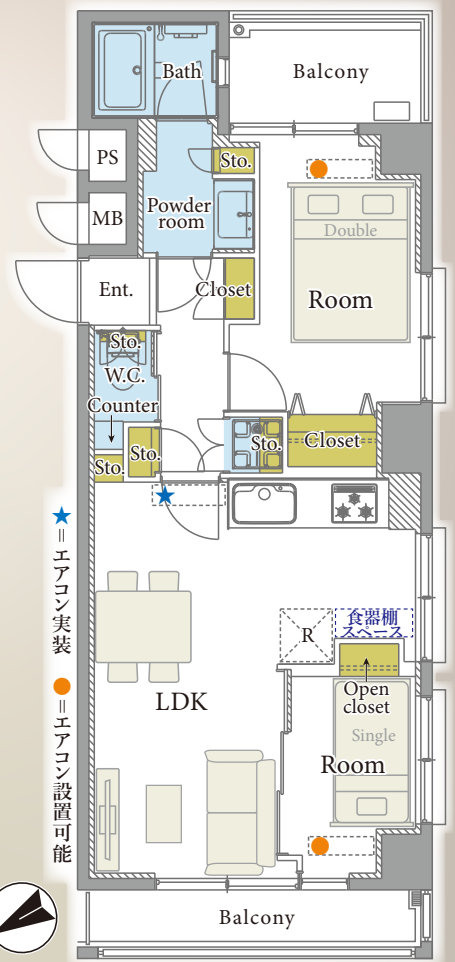 Bath
Balcony
PS
Sto.
MB
Powder
room
Double
Ent.
Closet
Room
Sto.
W.C.
Counter
Sto.
Sto.
Sto.
Closet
★=エアコン実装
●=エアコン設置可能
R
食器棚
スペース
Open
closet
LDK
Single
Room
Balcony